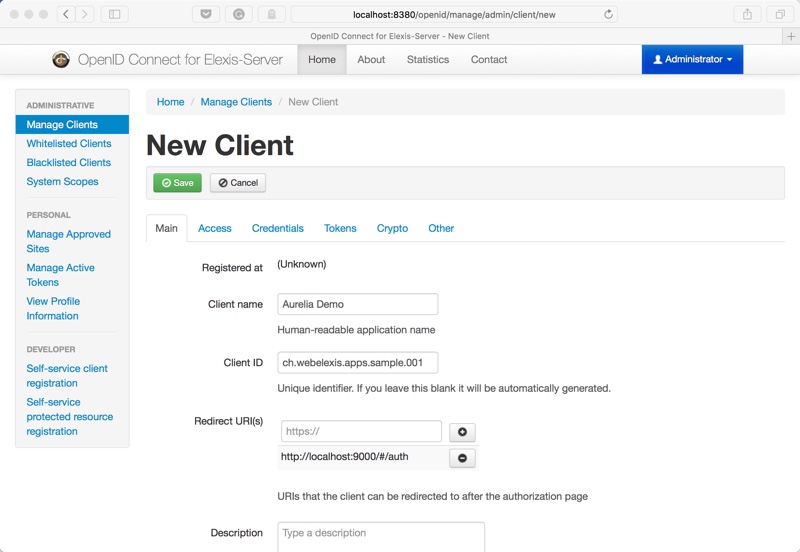 localhost:8380/openid/manage/admin/client/new
OpenID Connect for Elexis-Server - New Client
OpenID Connect for Elexis-Server Home About Statistics Contact Administrator
ADMINISTRATIVE
Manage Clients
Whitelisted Clients
Blacklisted Clients
System Scopes
PERSONAL
Manage Approved
Sites
Manage Active
Tokens
View Profile
Information
DEVELOPER
Self-service client
registration
Self-service
protected resource
registration
Home / Manage Clients / New Client
New Client
Save Cancel
Main Access Credentials Tokens Crypto Other
Registered at (Unknown)
Client name Aurelia Demo
Human-readable application name
Client ID ch.webelexis.apps.sample.001
Unique identifier. If you leave this blank it will be automatically generated.
Redirect URI(s)
https://
http://localhost:9000/#/auth
URIs that the client can be redirected to after the authorization page
Description Type a description